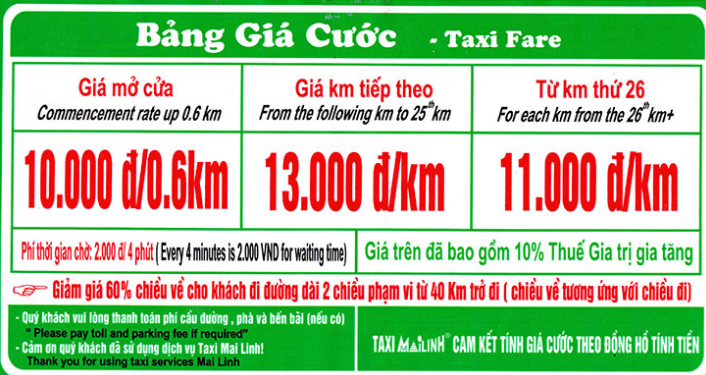 Bảng Giá Cước - Taxi Fare
Giá mở cửa
Commencement rate up 0.6 km
10.000 đ/0.6km
Giá km tiếp theo
From the following km to 25th km
13.000 đ/km
Từ km thứ 26
For each km from the 26th km+
11.000 đ/km
Phí thời gian chờ: 2.000 đ/ 4 phút ( Every 4 minutes is 2.000 VND for waiting time)
Giá trên đã bao gồm 10% Thuế Gia trị gia tăng
Giảm giá 60% chiều về cho khách đi đường dài 2 chiều phạm vi từ 40 Km trở đi ( chiều về tương ứng với chiều đi)
- Quý khách vui lòng thanh toán phí cầu đường , phà và bến bãi (nếu có)
" Please pay toll and parking fee if required"
- Cảm ơn quý khách đã sử dụng dịch vụ Taxi Mai Linh!
Thank you for using taxi services Mai Linh
TAXI MAILINH® CAM KẾT TÍNH GIÁ CƯỚC THEO ĐỒNG HỒ TÍNH TIỀN